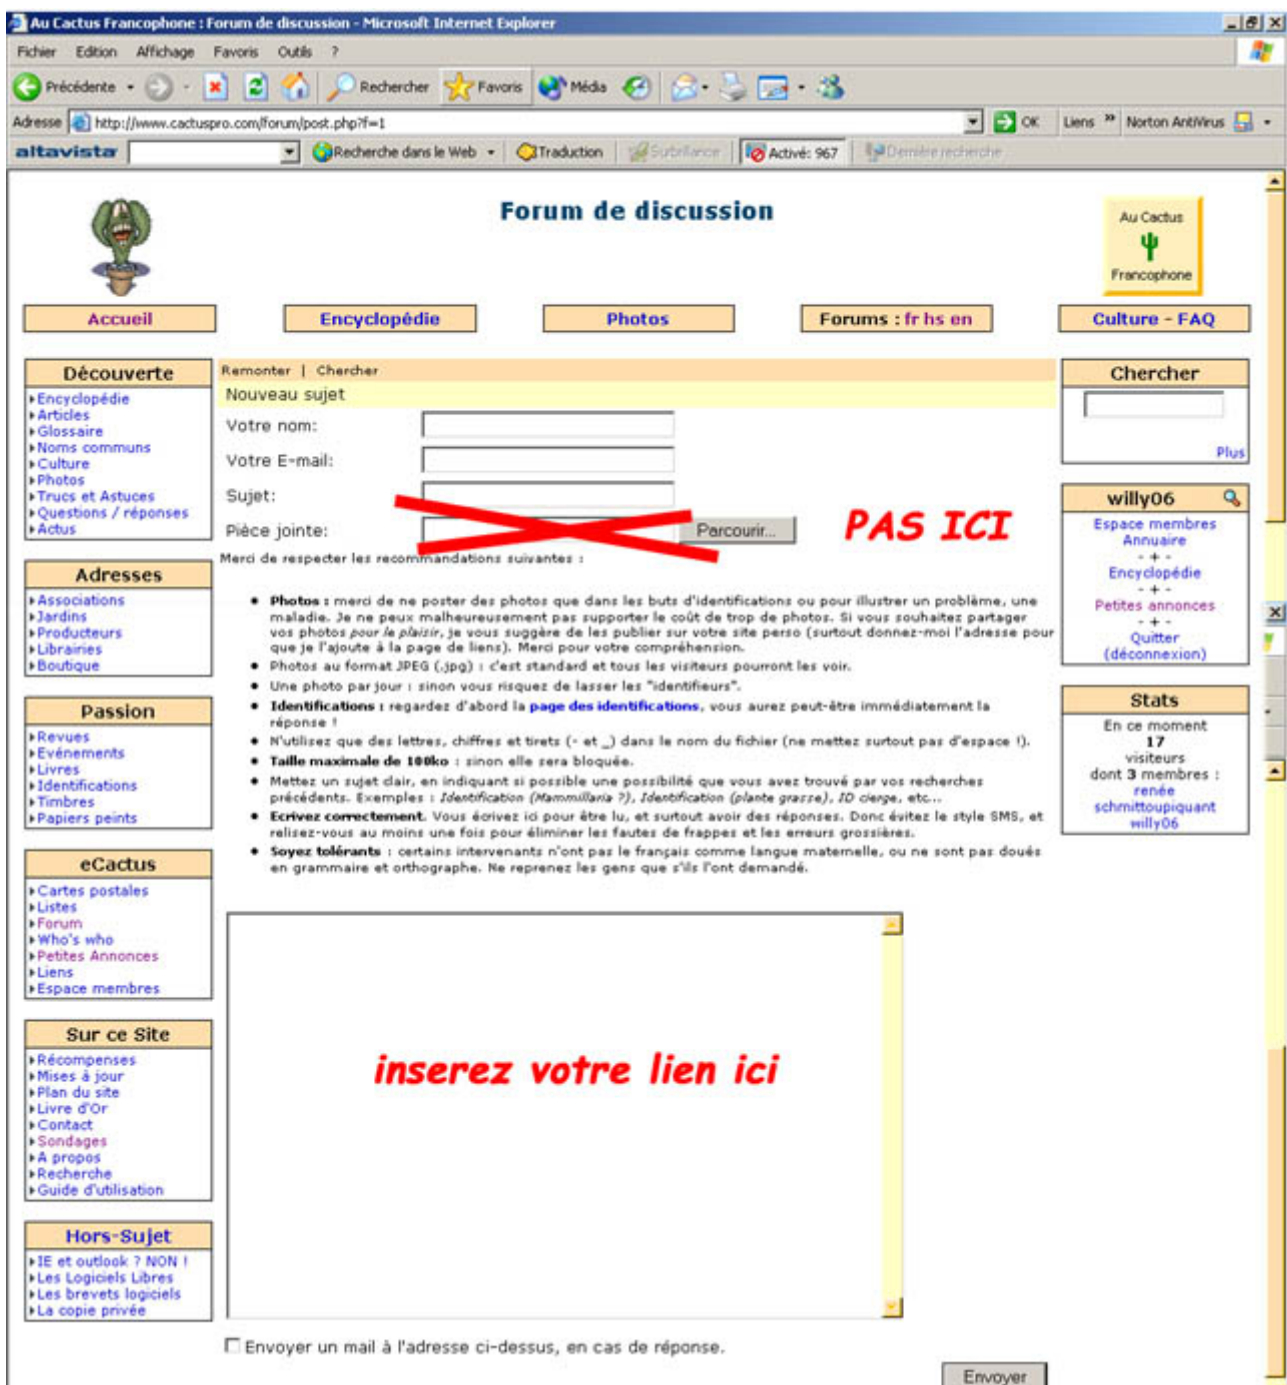 Au Cactus Francophone : Forum de discussion - Microsoft Internet Explorer
Fichier Edition Affichage Favoris Outils ?
Précédente Rechercher Favoris Média
Adresse http://www.cactuspro.com/forum/post.php?f=1 OK Liens » Norton AntiVirus
altavista Recherche dans le Web Traduction Surbrillance Activé: 967 Dernière recherche
Forum de discussion
Au Cactus
Francophone
Accueil Encyclopédie Photos Forums : fr hs en Culture - FAQ
Découverte
Encyclopédie
Articles
Glossaire
Noms communs
Culture
Photos
Trucs et Astuces
Questions / réponses
Actus
Adresses
Associations
Jardins
Producteurs
Librairies
Boutique
Passion
Revues
Evénements
Livres
Identifications
Timbres
Papiers peints
eCactus
Cartes postales
Listes
Forum
Who's who
Petites Annonces
Liens
Espace membres
Sur ce Site
Récompenses
Mises à jour
Plan du site
Livre d'Or
Contact
Sondages
A propos
Recherche
Guide d'utilisation
Hors-Sujet
IE et outlook ? NON !
Les Logiciels Libres
Les brevets logiciels
La copie privée
Remonter | Chercher
Nouveau sujet
Votre nom:
Votre E-mail:
Sujet:
Pièce jointe: Parcourir... PAS ICI
Merci de respecter les recommandations suivantes :
• Photos : merci de ne poster des photos que dans les buts d'identifications ou pour illustrer un problème, une
maladie. Je ne peux malheureusement pas supporter le coût de trop de photos. Si vous souhaitez partager
vos photos pour le plaisir, je vous suggère de les publier sur votre site perso (surtout donnez-moi l'adresse pour
que je l'ajoute à la page de liens). Merci pour votre compréhension.
• Photos au format JPEG (.jpg) : c'est standard et tous les visiteurs pourront les voir.
• Une photo par jour : sinon vous risquez de lasser les "identifieurs".
• Identifications : regardez d'abord la page des identifications, vous aurez peut-être immédiatement la
réponse !
• N'utilisez que des lettres, chiffres et tirets (- et _) dans le nom du fichier (ne mettez surtout pas d'espace !).
• Taille maximale de 100ko : sinon elle sera bloquée.
• Mettez un sujet clair, en indiquant si possible une possibilité que vous avez trouvé par vos recherches
précédents. Exemples : Identification (Mammillaria ?), Identification (plante grasse), ID cierge, etc...
• Ecrivez correctement. Vous écrivez ici pour être lu, et surtout avoir des réponses. Donc évitez le style SMS, et
relisez-vous au moins une fois pour éliminer les fautes de frappes et les erreurs grossières.
• Soyez tolérants : certains intervenants n'ont pas le français comme langue maternelle, ou ne sont pas doués
en grammaire et orthographe. Ne reprenez les gens que s'ils l'ont demandé.
inserez votre lien ici
Envoyer un mail à l'adresse ci-dessus, en cas de réponse.
Envoyer
Chercher
Plus
willy06
Espace membres
Annuaire
- + -
Encyclopédie
- + -
Petites annonces
- + -
Quitter
(déconnexion)
Stats
En ce moment
17
visiteurs
dont 3 membres :
renée
schmittoupiquant
willy06